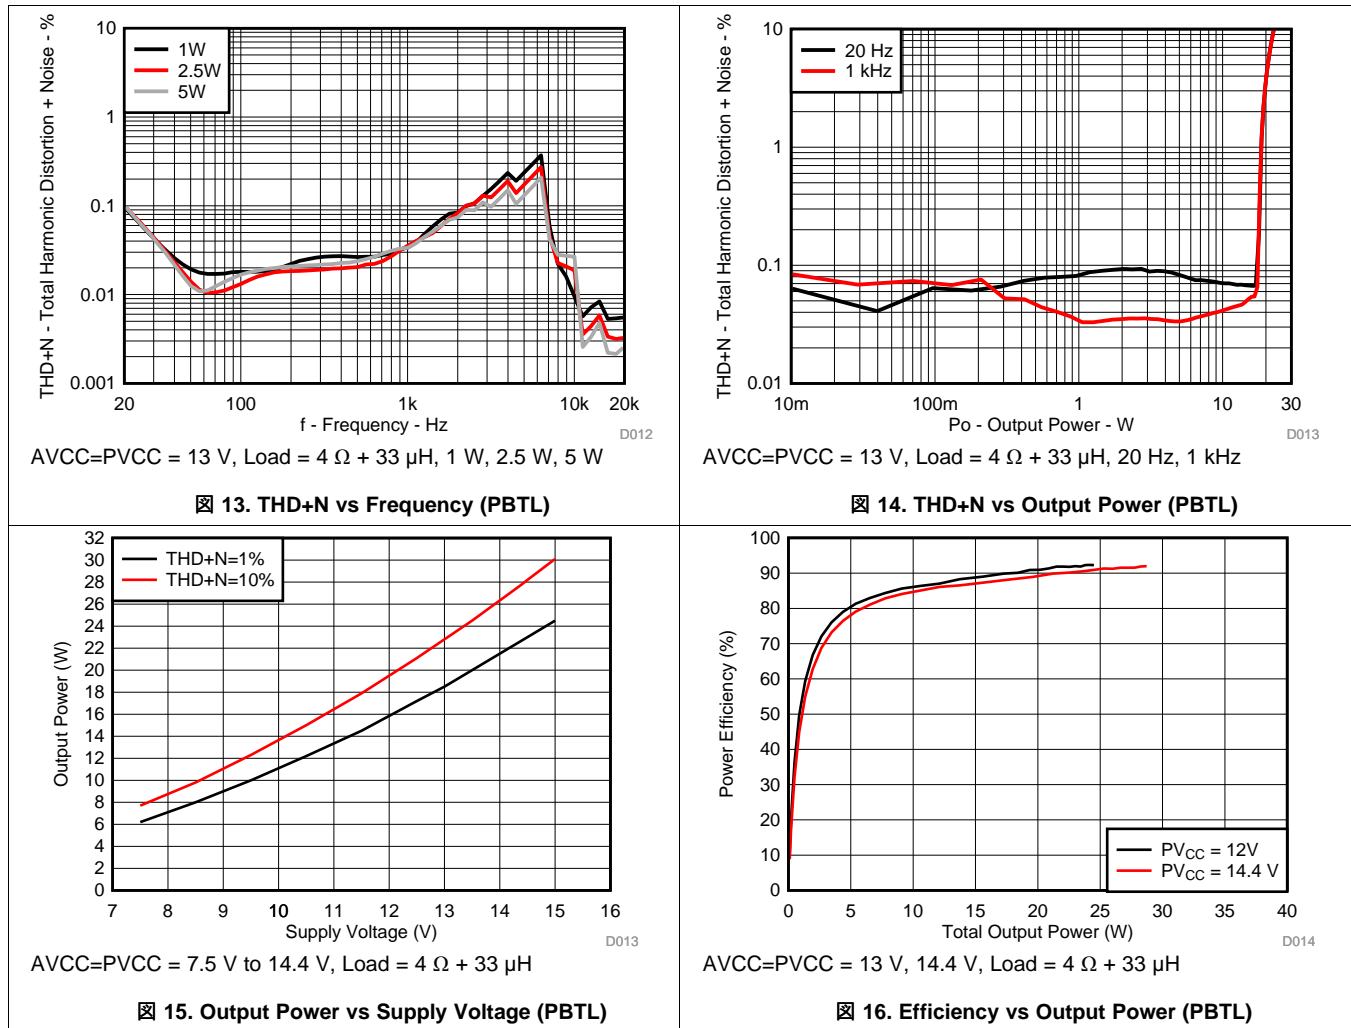 THD+N - Total Harmonic Distortion + Noise - %
10
1
0.1
0.01
0.001
1W
2.5W
5W
20 100 1k 10k 20k
f - Frequency - Hz
D012
AVCC=PVCC = 13 V, Load = 4 Ω + 33 µH, 1 W, 2.5 W, 5 W
図 13. THD+N vs Frequency (PBTL)
THD+N - Total Harmonic Distortion + Noise - %
10
1
0.1
0.01
20 Hz
1 kHz
10m 100m 1 10 30
Po - Output Power - W
D013
AVCC=PVCC = 13 V, Load = 4 Ω + 33 µH, 20 Hz, 1 kHz
図 14. THD+N vs Output Power (PBTL)
Output Power (W)
32
30
28
26
24
22
20
18
16
14
12
10
8
6
4
2
0
THD+N=1%
THD+N=10%
7 8 9 10 11 12 13 14 15 16
Supply Voltage (V)
D013
AVCC=PVCC = 7.5 V to 14.4 V, Load = 4 Ω + 33 µH
図 15. Output Power vs Supply Voltage (PBTL)
Power Efficiency (%)
100
90
80
70
60
50
40
30
20
10
0
PVCC = 12V
PVCC = 14.4 V
0 5 10 15 20 25 30 35 40
Total Output Power (W)
D014
AVCC=PVCC = 13 V, 14.4 V, Load = 4 Ω + 33 µH
図 16. Efficiency vs Output Power (PBTL)